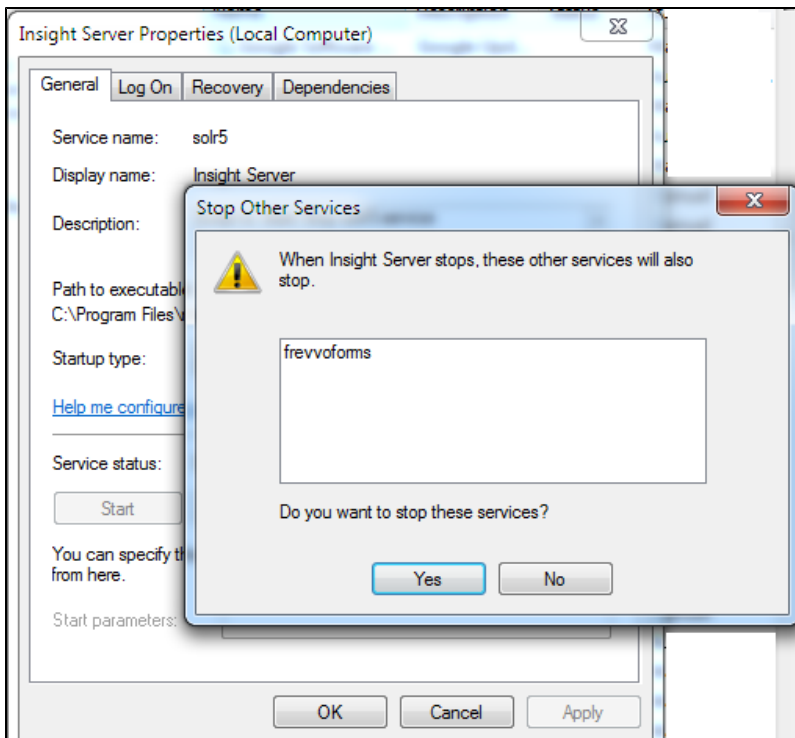 Insight Server Properties (Local Computer)
General Log On Recovery Dependencies
Service name: solr5
Display name: Insight Server
Description:
Path to executabl
C:\Program Files\
Startup type:
Help me configure
Service status:
Start
You can specify th
from here.
Start parameters:
OK Cancel Apply
Stop Other Services
When Insight Server stops, these other services will also
stop.
frevvoforms
Do you want to stop these services?
Yes No